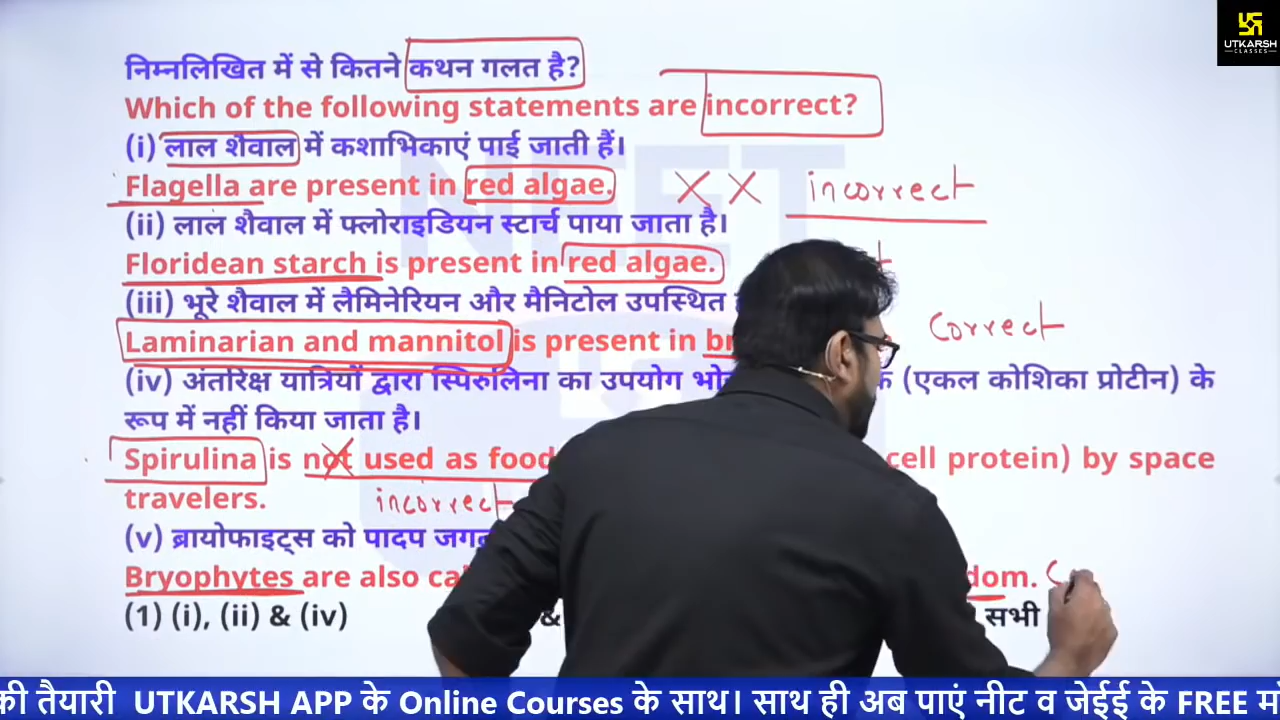 UTKARSH
CLASSES
निम्नलिखित में से कितने कथन गलत है?
Which of the following statements are incorrect?
(i) लाल शैवाल में कशाभिकाएं पाई जाती हैं।
Flagella are present in red algae. X X incorrect
(ii) लाल शैवाल में फ्लोराइडियन स्टार्च पाया जाता है।
Floridean starch is present in red algae.
(iii) भूरे शैवाल में लैमिनेरियन और मैनिटोल उपस्थित
Laminarian and mannitol is present in correct
(iv) अंतरिक्ष यात्रियों द्वारा स्पिरुलिना का उपयोग (एकल कोशिका प्रोटीन) के
रूप में नहीं किया जाता है।
Spirulina is not used as food cell protein) by space
travelers. incorrect
(v) ब्रायोफाइट्स को पादप
Bryophytes are also
(1) (i), (ii) & (iv) & सभी
की तैयारी UTKARSH APP के Online Courses के साथ। साथ ही अब पाएं नीट व जेईई के FREE